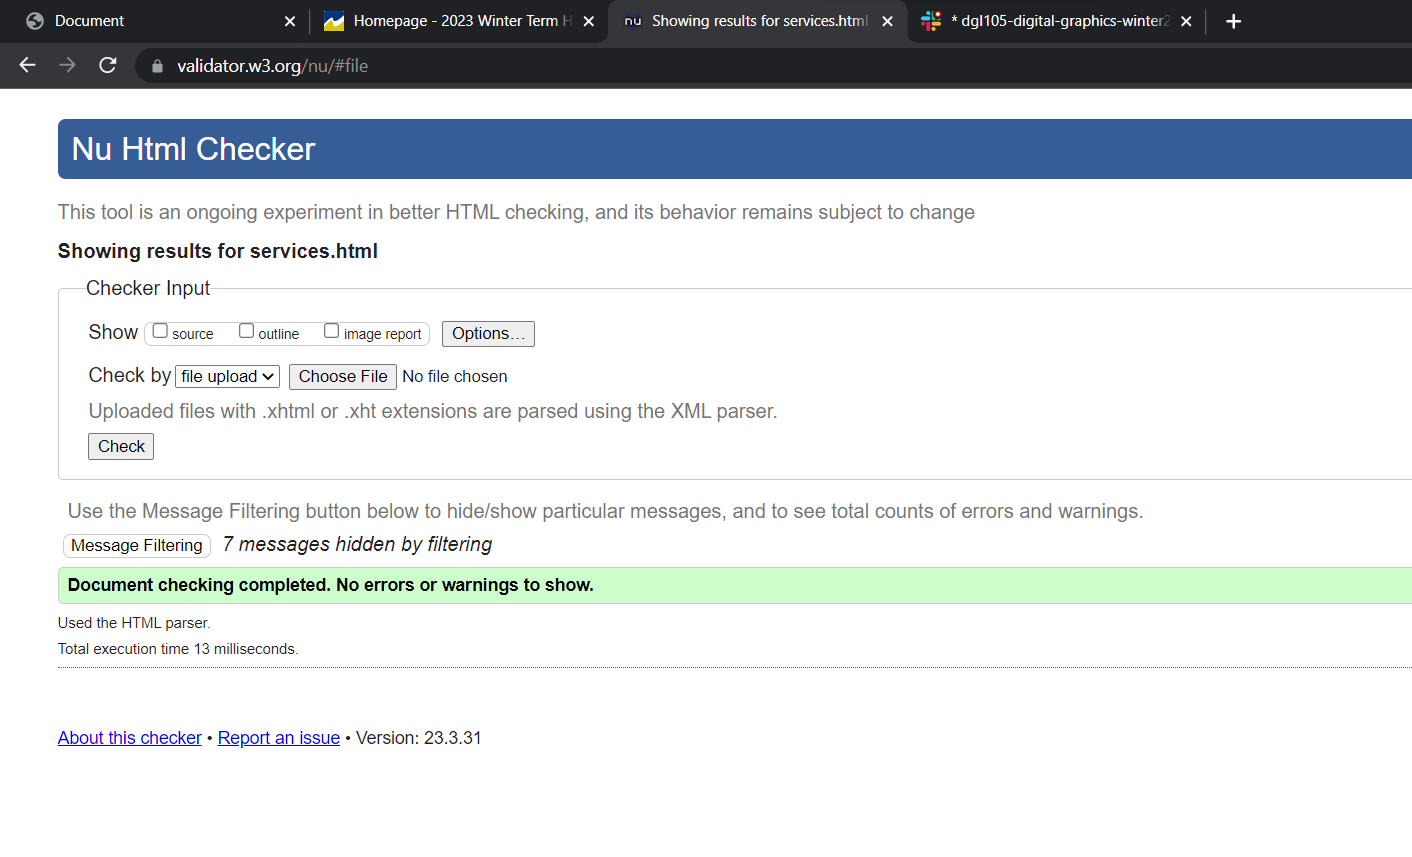 Document
Homepage - 2023 Winter Term H
nu Showing results for services.html
* dgl105-digital-graphics-winter2
validator.w3.org/nu/#file
Nu Html Checker
This tool is an ongoing experiment in better HTML checking, and its behavior remains subject to change
Showing results for services.html
Checker Input
Show source outline image report Options…
Check by file upload Choose File No file chosen
Uploaded files with .xhtml or .xht extensions are parsed using the XML parser.
Check
Use the Message Filtering button below to hide/show particular messages, and to see total counts of errors and warnings.
Message Filtering 7 messages hidden by filtering
Document checking completed. No errors or warnings to show.
Used the HTML parser.
Total execution time 13 milliseconds.
About this checker • Report an issue • Version: 23.3.31